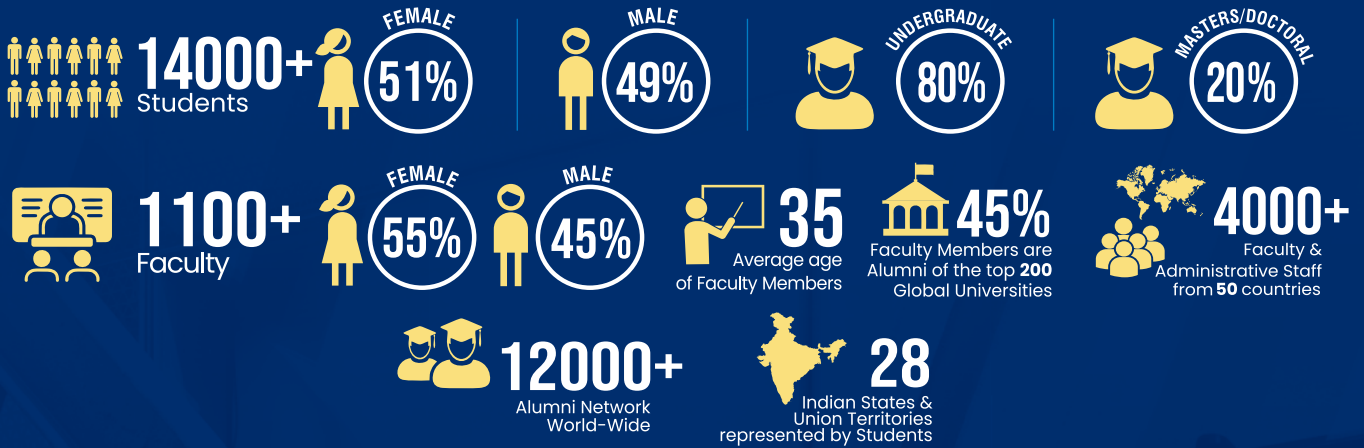 14000+
Students
FEMALE
51%
MALE
49%
UNDERGRADUATE
80%
MASTERS/DOCTORAL
20%
1100+
Faculty
FEMALE
55%
MALE
45%
35
Average age
of Faculty Members
45%
Faculty Members are
Alumni of the top 200
Global Universities
4000+
Faculty &
Administrative Staff
from 50 countries
12000+
Alumni Network
World-Wide
28
Indian States &
Union Territories
represented by Students